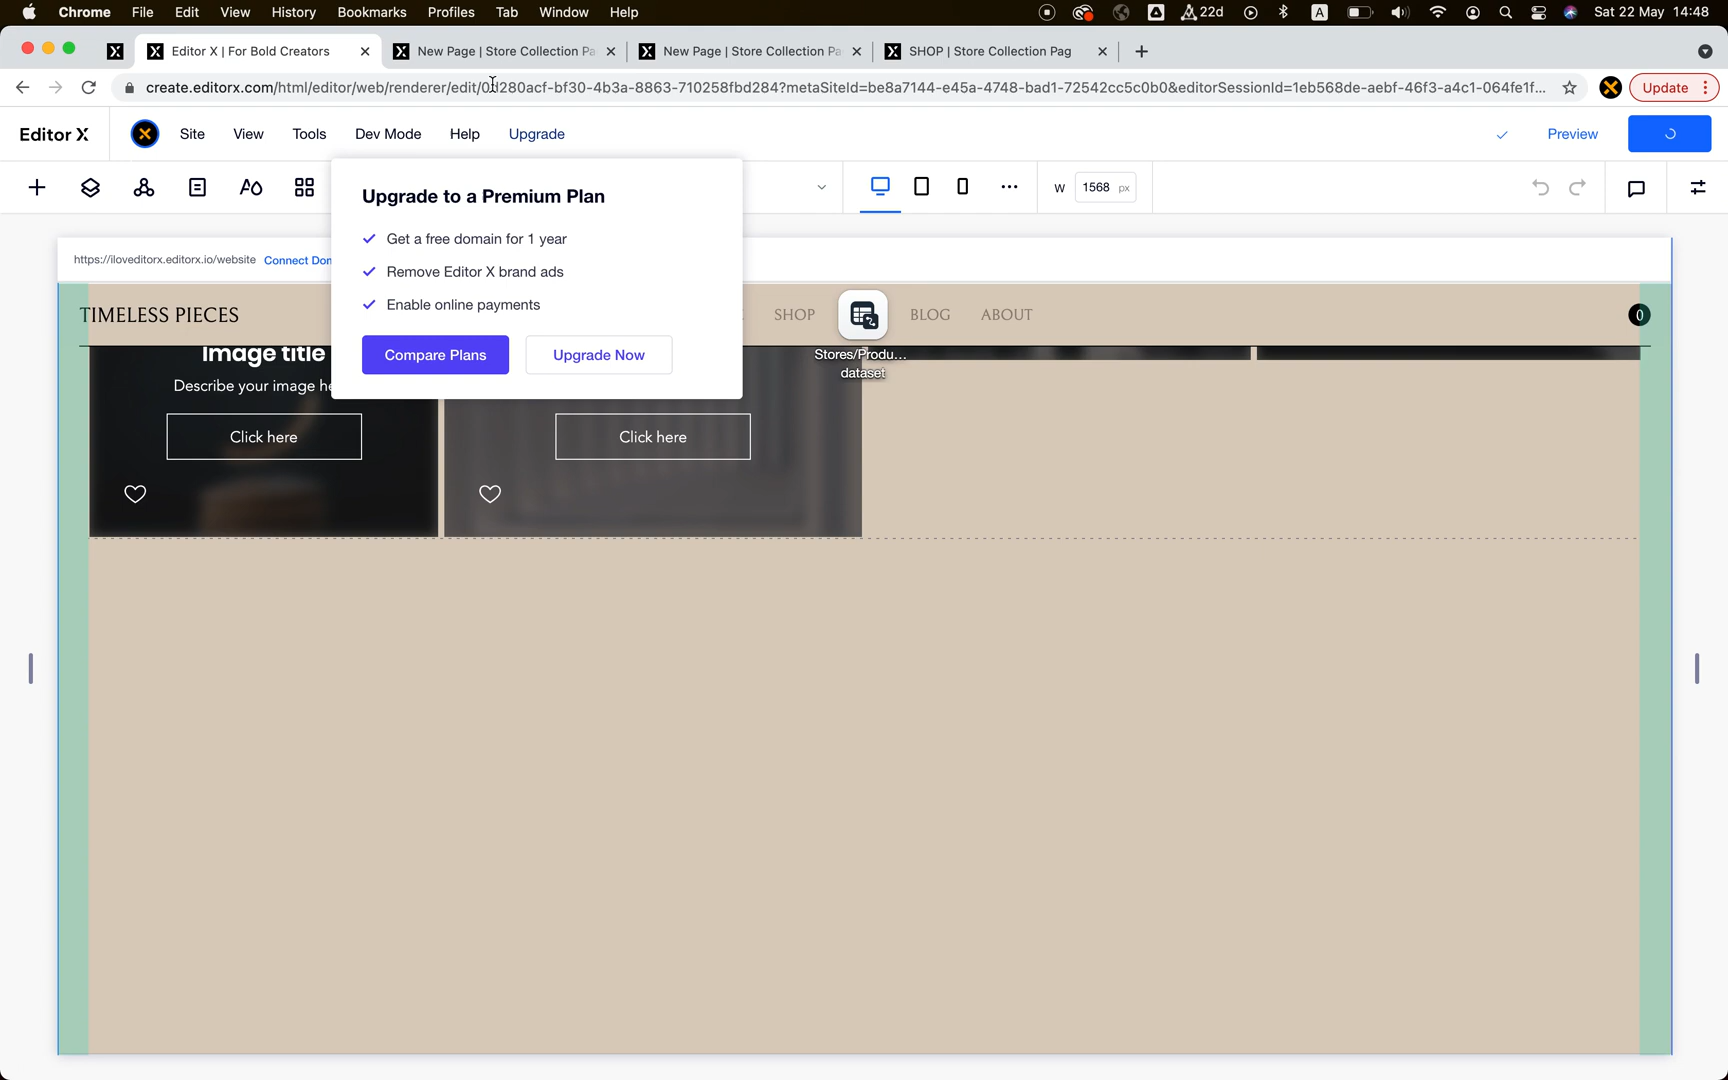 Chrome File Edit View History Bookmarks Profiles Tab Window Help 22d A Sat 22 May 14:48
Editor X | For Bold Creators New Page | Store Collection Pa New Page | Store Collection Pa SHOP | Store Collection Pag
create.editorx.com/html/editor/web/renderer/edit/0d280acf-bf30-4b3a-8863-710258fbd284?metaSiteId=be8a7144-e45a-4748-bad1-72542cc5c0b0&editorSessionId=1eb568de-aebf-46f3-a4c1-064fe1f... Update
Editor X Site View Tools Dev Mode Help Upgrade Preview
W 1568 px
Upgrade to a Premium Plan
Get a free domain for 1 year
Remove Editor X brand ads
Enable online payments
Compare Plans Upgrade Now
https://iloveditorx.editorx.io/website Connect Dom
TIMELESS PIECES SHOP BLOG ABOUT 0
Stores/Produ...
dataset
Image title
Describe your image he
Click here Click here